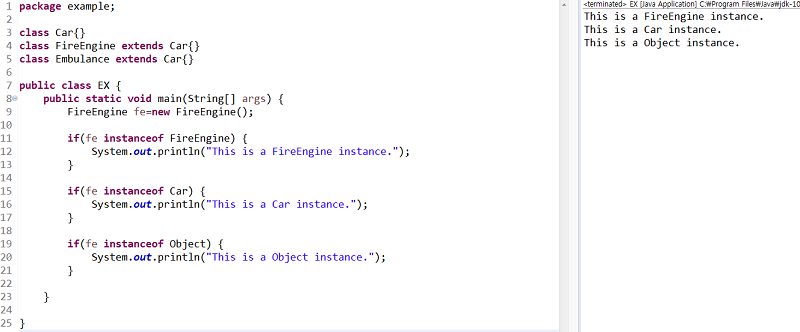 1 package example;
2
3 class Car{}
4 class FireEngine extends Car{}
5 class Embulance extends Car{}
6
7 public class EX {
8 public static void main(String[] args) {
9 FireEngine fe=new FireEngine();
10
11 if(fe instanceof FireEngine) {
12 System.out.println("This is a FireEngine instance.");
13 }
14
15 if(fe instanceof Car) {
16 System.out.println("This is a Car instance.");
17 }
18
19 if(fe instanceof Object) {
20 System.out.println("This is a Object instance.");
21 }
22
23 }
24
25 }
<terminated> EX [Java Application] C:₩Program Files₩Java₩jdk-10
This is a FireEngine instance.
This is a Car instance.
This is a Object instance.